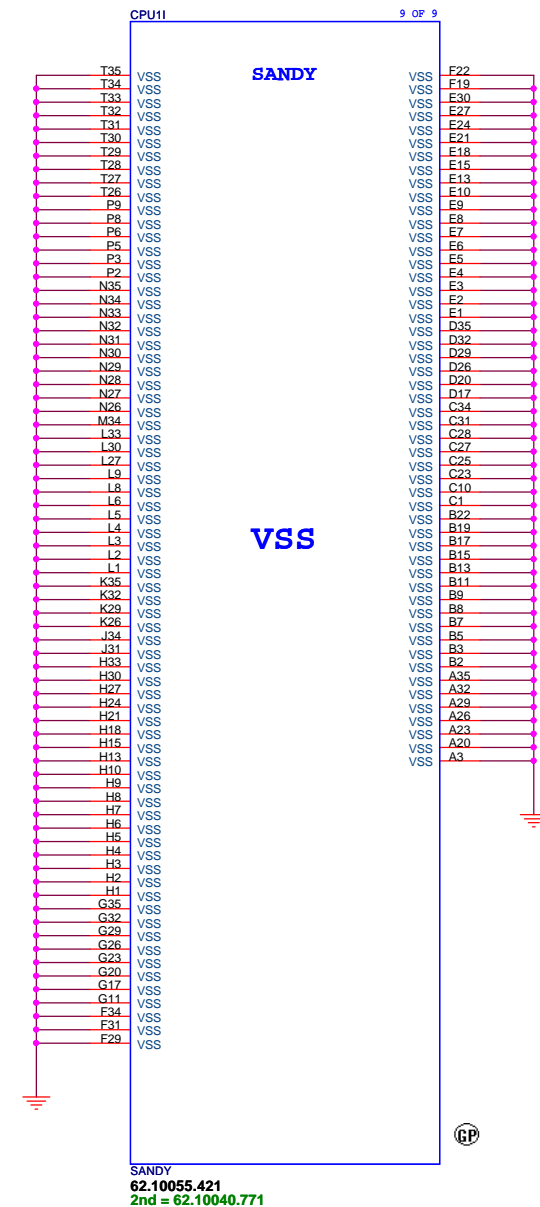 CPU1I 9 OF 9
SANDY
T35 VSS VSS F22
T34 VSS VSS F19
T33 VSS VSS E30
T32 VSS VSS E27
T31 VSS VSS E24
T30 VSS VSS E21
T29 VSS VSS E18
T28 VSS VSS E15
T27 VSS VSS E13
T26 VSS VSS E10
P9 VSS VSS E9
P8 VSS VSS E8
P6 VSS VSS E7
P5 VSS VSS E6
P3 VSS VSS E5
P2 VSS VSS E4
N35 VSS VSS E3
N34 VSS VSS E2
N33 VSS VSS E1
N32 VSS VSS D35
N31 VSS VSS D32
N30 VSS VSS D29
N29 VSS VSS D26
N28 VSS VSS D20
N27 VSS VSS D17
N26 VSS VSS C34
M34 VSS VSS C31
L33 VSS VSS C28
L30 VSS VSS C27
L27 VSS VSS C25
L9 VSS VSS C23
L8 VSS VSS C10
L6 VSS VSS C1
L5 VSS VSS B22
L4 VSS VSS B19
VSS
L3 VSS VSS B17
L2 VSS VSS B15
L1 VSS VSS B13
K35 VSS VSS B11
K32 VSS VSS B9
K29 VSS VSS B8
K26 VSS VSS B7
J34 VSS VSS B5
J31 VSS VSS B3
H33 VSS VSS B2
H30 VSS VSS A35
H27 VSS VSS A32
H24 VSS VSS A29
H21 VSS VSS A26
H18 VSS VSS A23
H15 VSS VSS A20
H13 VSS VSS A3
H10 VSS
H9 VSS
H8 VSS
H7 VSS
H6 VSS
H5 VSS
H4 VSS
H3 VSS
H2 VSS
H1 VSS
G35 VSS
G32 VSS
G29 VSS
G26 VSS
G23 VSS
G20 VSS
G17 VSS
G11 VSS
F34 VSS
F31 VSS
F29 VSS
GP
SANDY
62.10055.421
2nd = 62.10040.771